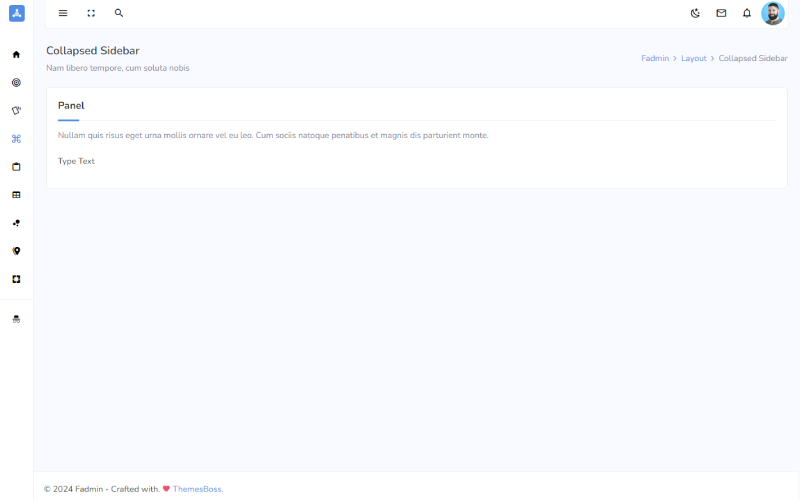 Collapsed Sidebar
Nam libero tempore, cum soluta nobis
Fadmin > Layout > Collapsed Sidebar
Panel
Nullam quis risus eget urna mollis ornare vel eu leo. Cum sociis natoque penatibus et magnis dis parturient monte.
Type Text
© 2024 Fadmin - Crafted with ❤ ThemesBoss.